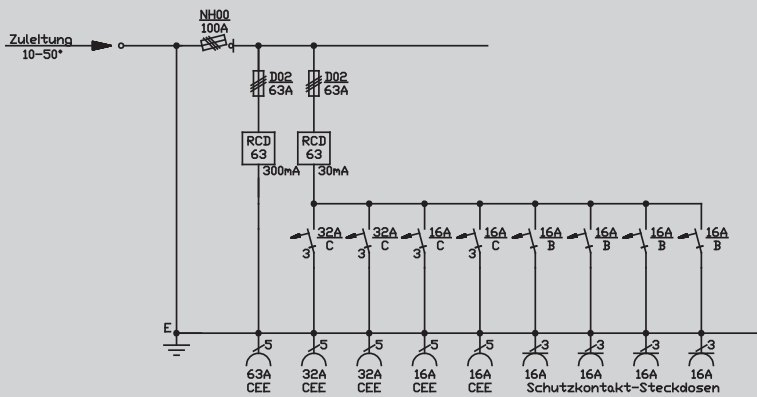 NH00
100A
Zuleitung
10-50°
D02
63A
D02
63A
RCD
63
300mA
RCD
63
30mA
32A
C
3
32A
C
3
16A
C
3
16A
C
3
16A
B
16A
B
16A
B
16A
B
E
5 5 5 5 5 3 3 3 3
63A 32A 32A 16A 16A 16A 16A 16A 16A
CEE CEE CEE CEE CEE Schutzkontakt-Steckdosen